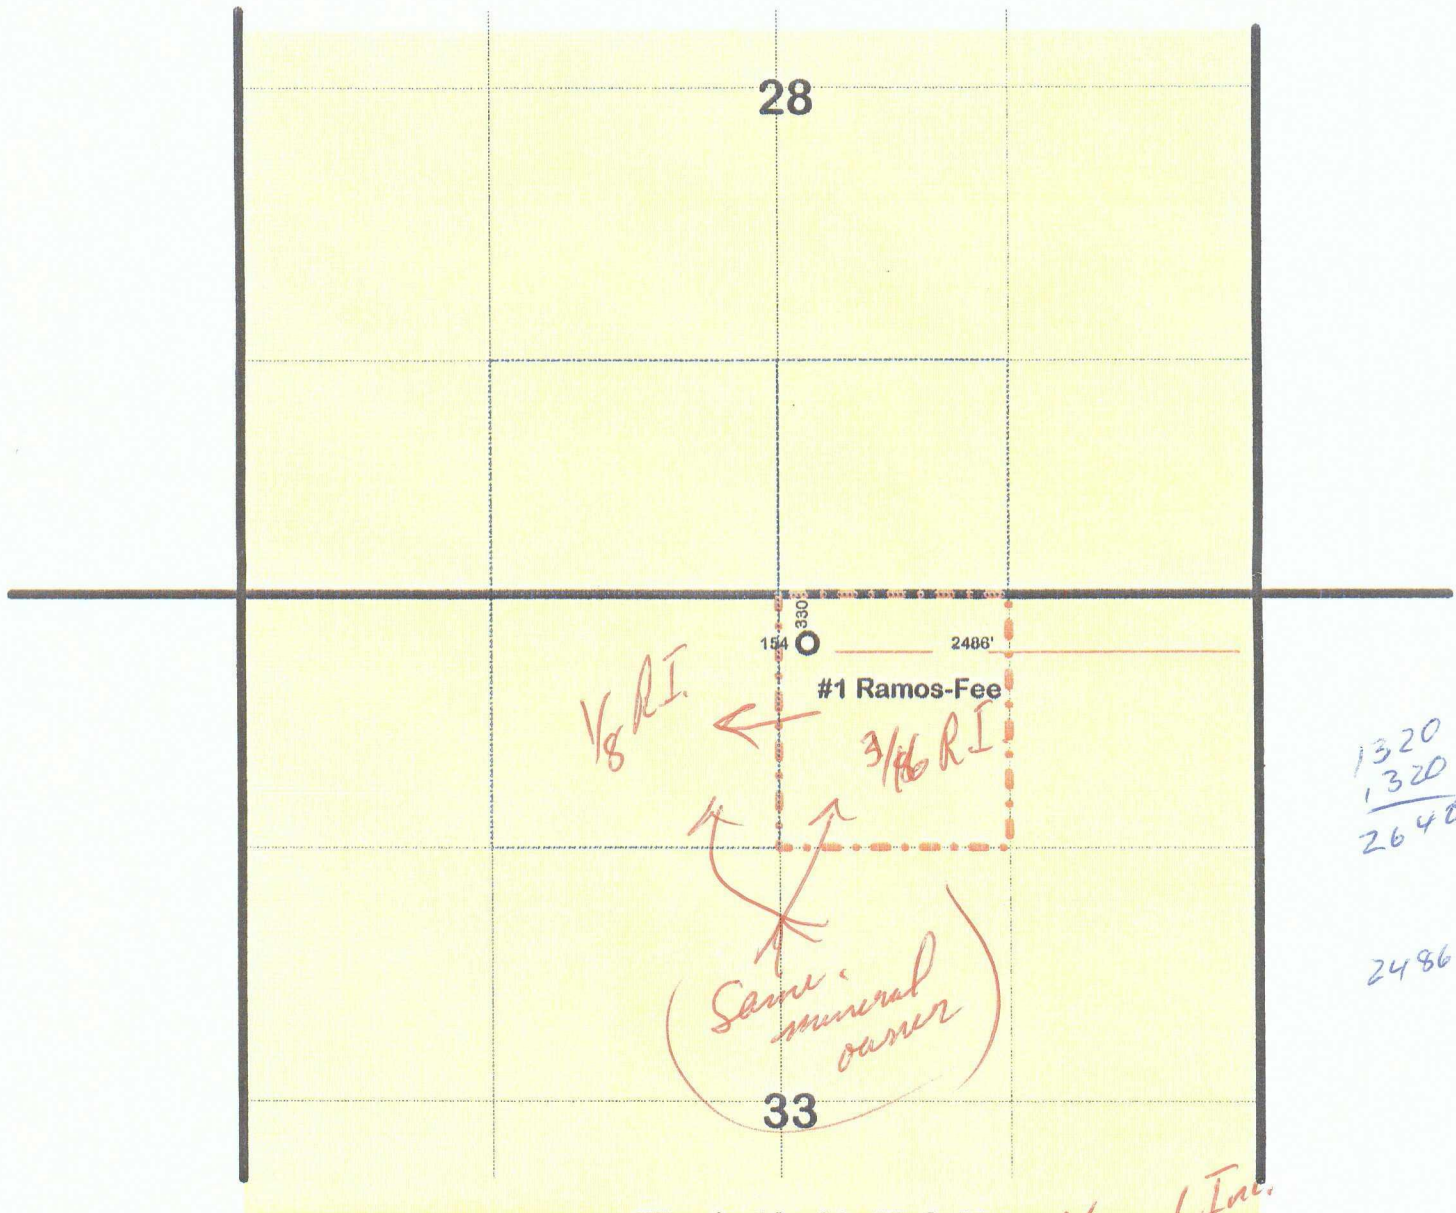 28
330'
154
2486'
#1 Ramos-Fee
1/8 R.I.
3/16 R I
1320
1320
2640
2486
Same
mineral
owner
33
Inc.